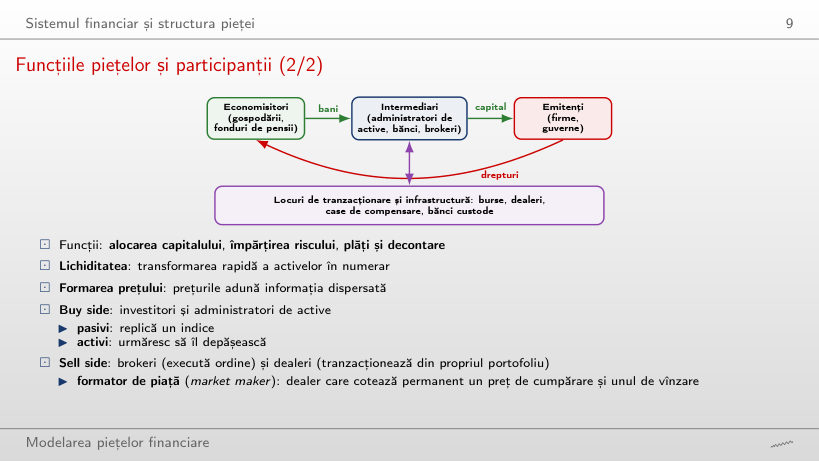 Sistemul financiar și structura pieței
9
Funcțiile piețelor și participanții (2/2)
Economisitori
(gospodării,
fonduri de pensii)
bani
Intermediari
(administratori de
active, bănci, brokeri)
capital
Emitenți
(firme,
guverne)
drepturi
Locuri de tranzacționare și infrastructură: burse, dealeri,
case de compensare, bănci custode
Funcții: alocarea capitalului, împărțirea riscului, plăți și decontare
Lichiditatea: transformarea rapidă a activelor în numerar
Formarea prețului: prețurile adună informația dispersată
Buy side: investitori și administratori de active
pasivi: replică un indice
activi: urmăresc să îl depășească
Sell side: brokeri (execută ordine) și dealeri (tranzacționează din propriul portofoliu)
formator de piață (market maker): dealer care cotează permanent un preț de cumpărare și unul de vînzare
Modelarea piețelor financiare